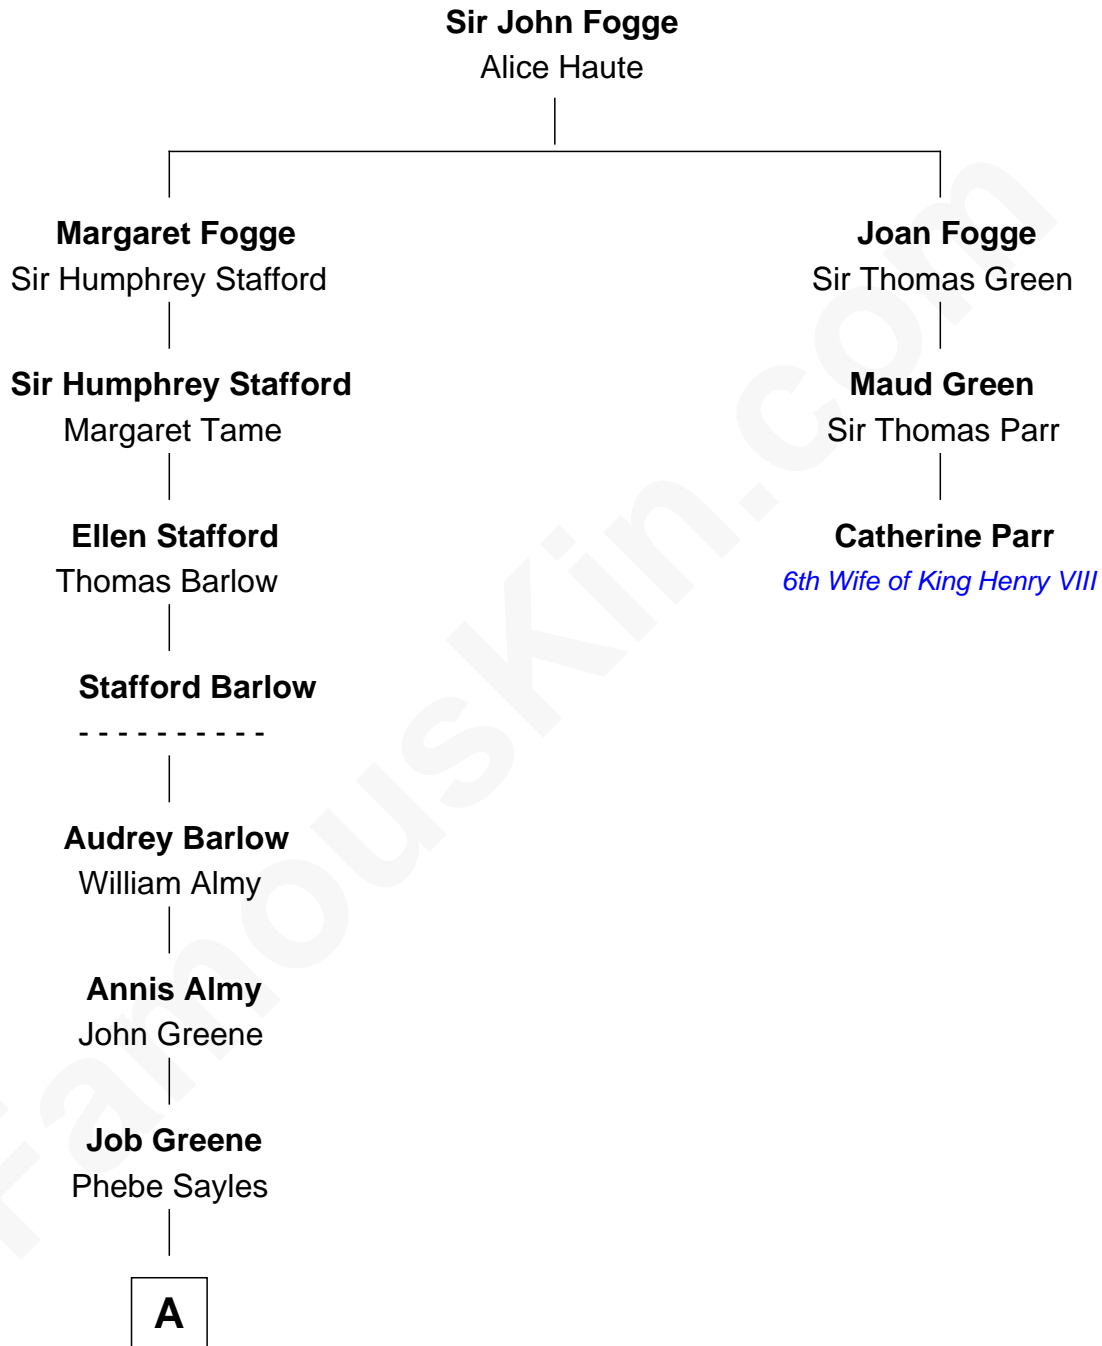 Sir John Fogge
Alice Haute
Margaret Fogge
Sir Humphrey Stafford
Joan Fogge
Sir Thomas Green
Sir Humphrey Stafford
Margaret Tame
Maud Green
Sir Thomas Parr
Ellen Stafford
Thomas Barlow
Catherine Parr
6th Wife of King Henry VIII
Stafford Barlow
- - - - - - - - - -
Audrey Barlow
William Almy
Annis Almy
John Greene
Job Greene
Phebe Sayles
A
FamousKin.com